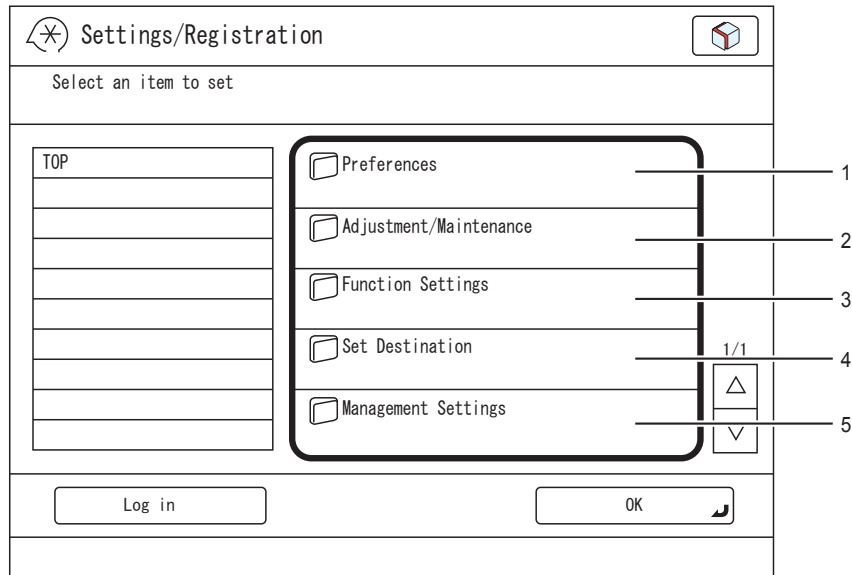 Settings/Registration
Select an item to set
TOP
Preferences
1
Adjustment/Maintenance
2
Function Settings
3
Set Destination
1/1
4
Management Settings
5
Log in
OK